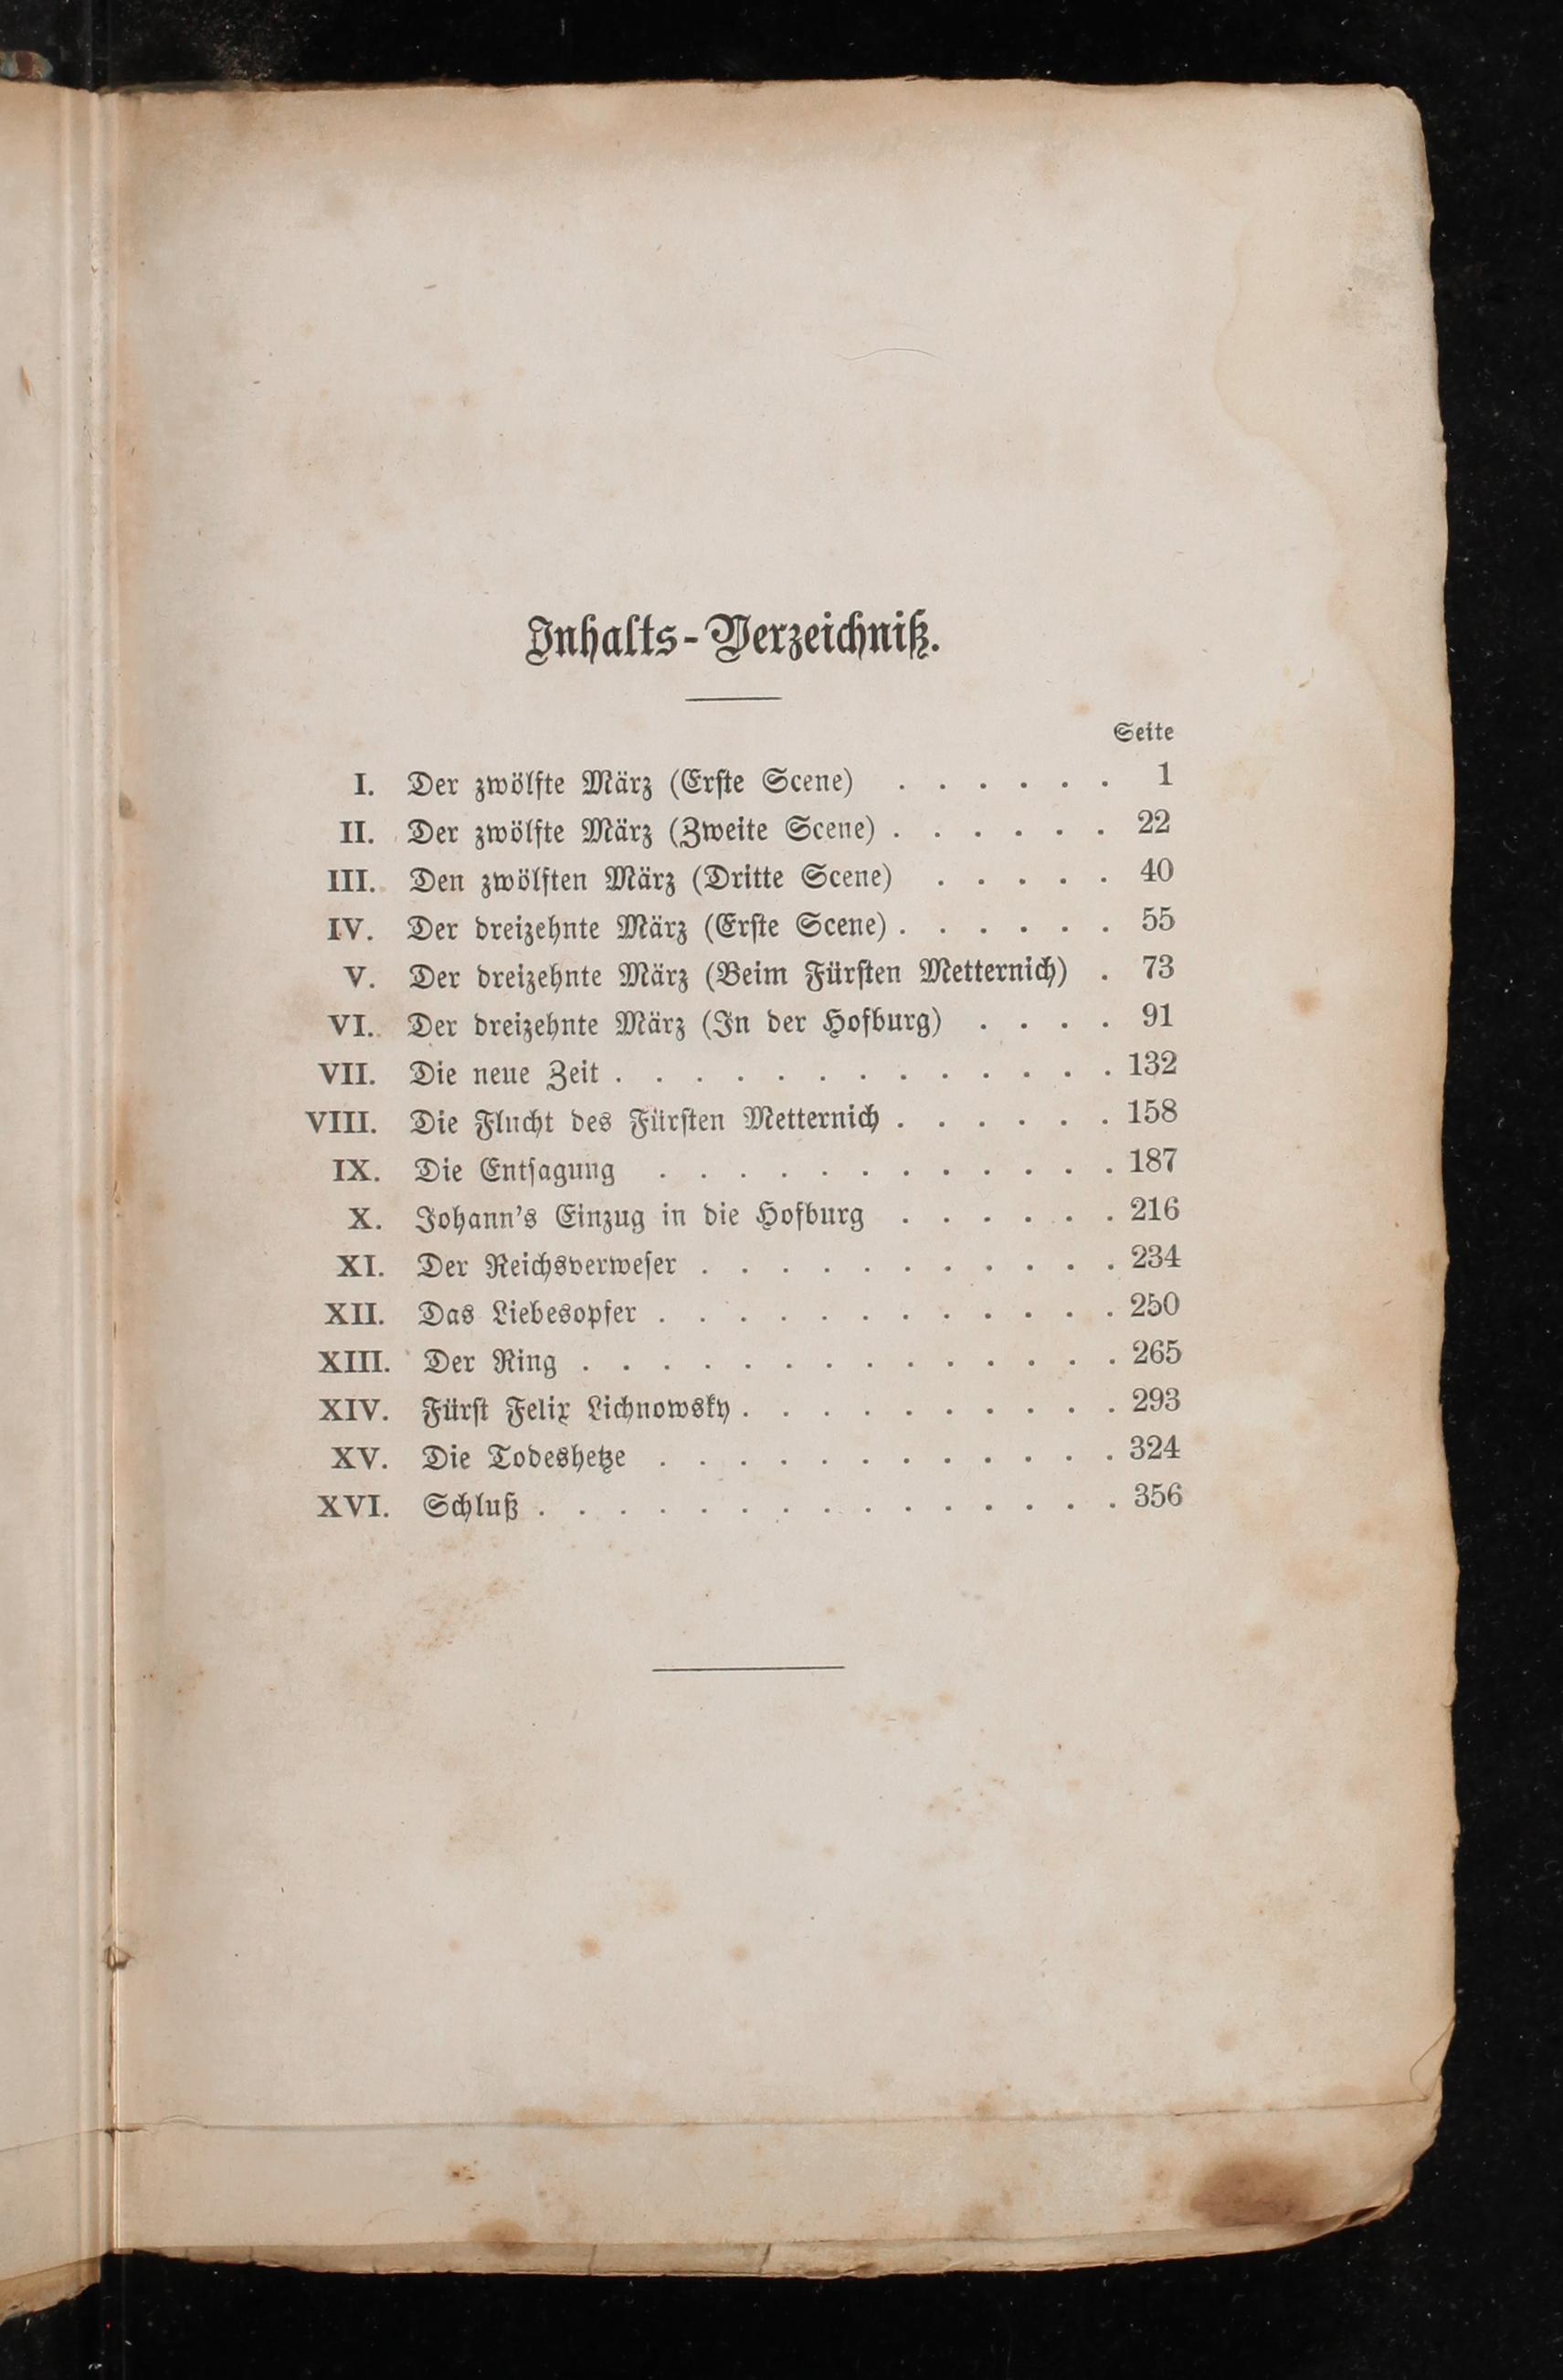 Inhalts-Verzeichniß.
Seite
I. Der zwölfte März (Erste Scene) . . . . . . 1
II. Der zwölfte März (Zweite Scene) . . . . . . 22
III. Den zwölften März (Dritte Scene) . . . . . 40
IV. Der dreizehnte März (Erste Scene) . . . . . . 55
V. Der dreizehnte März (Beim Fürsten Metternich) . 73
VI. Der dreizehnte März (In der Hofburg) . . . . 91
VII. Die neue Zeit . . . . . . . . . . . . . 132
VIII. Die Flucht des Fürsten Metternich . . . . . . 158
IX. Die Entsagung . . . . . . . . . . . . 187
X. Johann's Einzug in die Hofburg . . . . . . 216
XI. Der Reichsverweser . . . . . . . . . . . 234
XII. Das Liebesopfer . . . . . . . . . . . . 250
XIII. Der Ring . . . . . . . . . . . . . . 265
XIV. Fürst Felix Lichnowsky . . . . . . . . . . 293
XV. Die Todeshetze . . . . . . . . . . . . 324
XVI. Schluß . . . . . . . . . . . . . . . 356